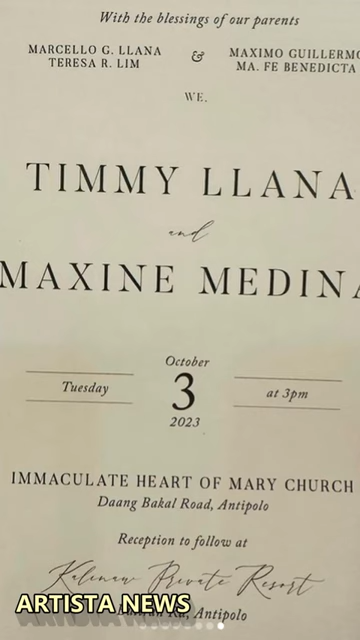 With the blessings of our parents
MARCELLO G. LLANA & MAXIMO GUILLERMO
TERESA R. LIM MA. FE BENEDICTA
WE,
TIMMY LLANA
and
MAXINE MEDINA
October
Tuesday 3 at 3pm
2023
IMMACULATE HEART OF MARY CHURCH
Daang Bakal Road, Antipolo
Reception to follow at
Kalinaw Private Resort
ARTISTA NEWS
Antipolo